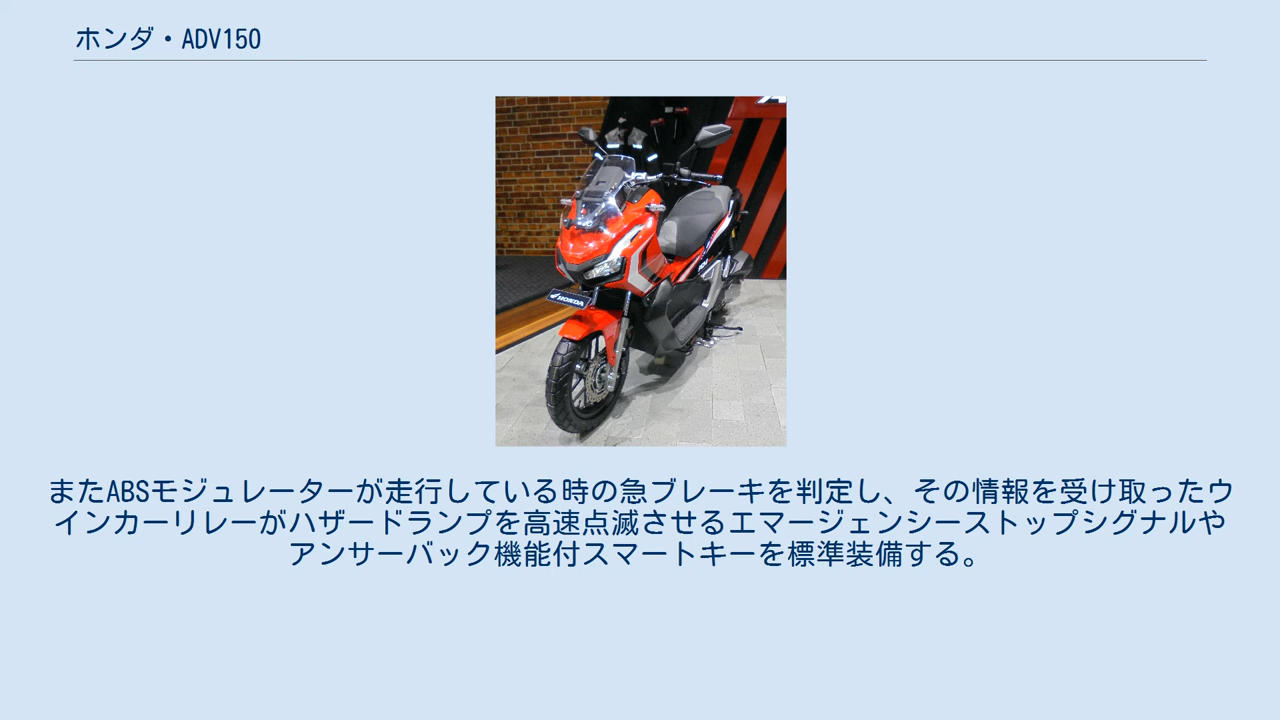 ホンダ・ADV150
HONDA
またABSモジュレーターが走行している時の急ブレーキを判定し、その情報を受け取ったウ
インカーリレーがハザードランプを高速点滅させるエマージェンシーストップシグナルや
アンサーバック機能付スマートキーを標準装備する。